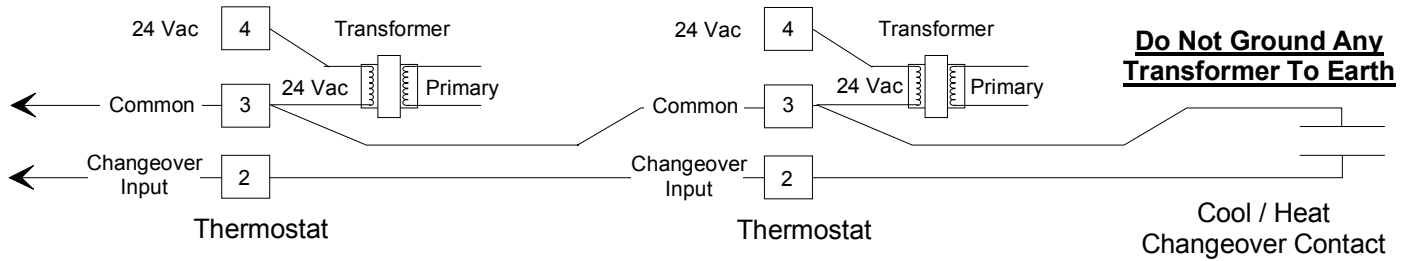 24 Vac
4
Transformer
24 Vac
Primary
Common
3
Changeover
Input
2
Thermostat
24 Vac
4
Transformer
24 Vac
Primary
Common
3
Changeover
Input
2
Thermostat
Do Not Ground Any
Transformer To Earth
Cool / Heat
Changeover Contact